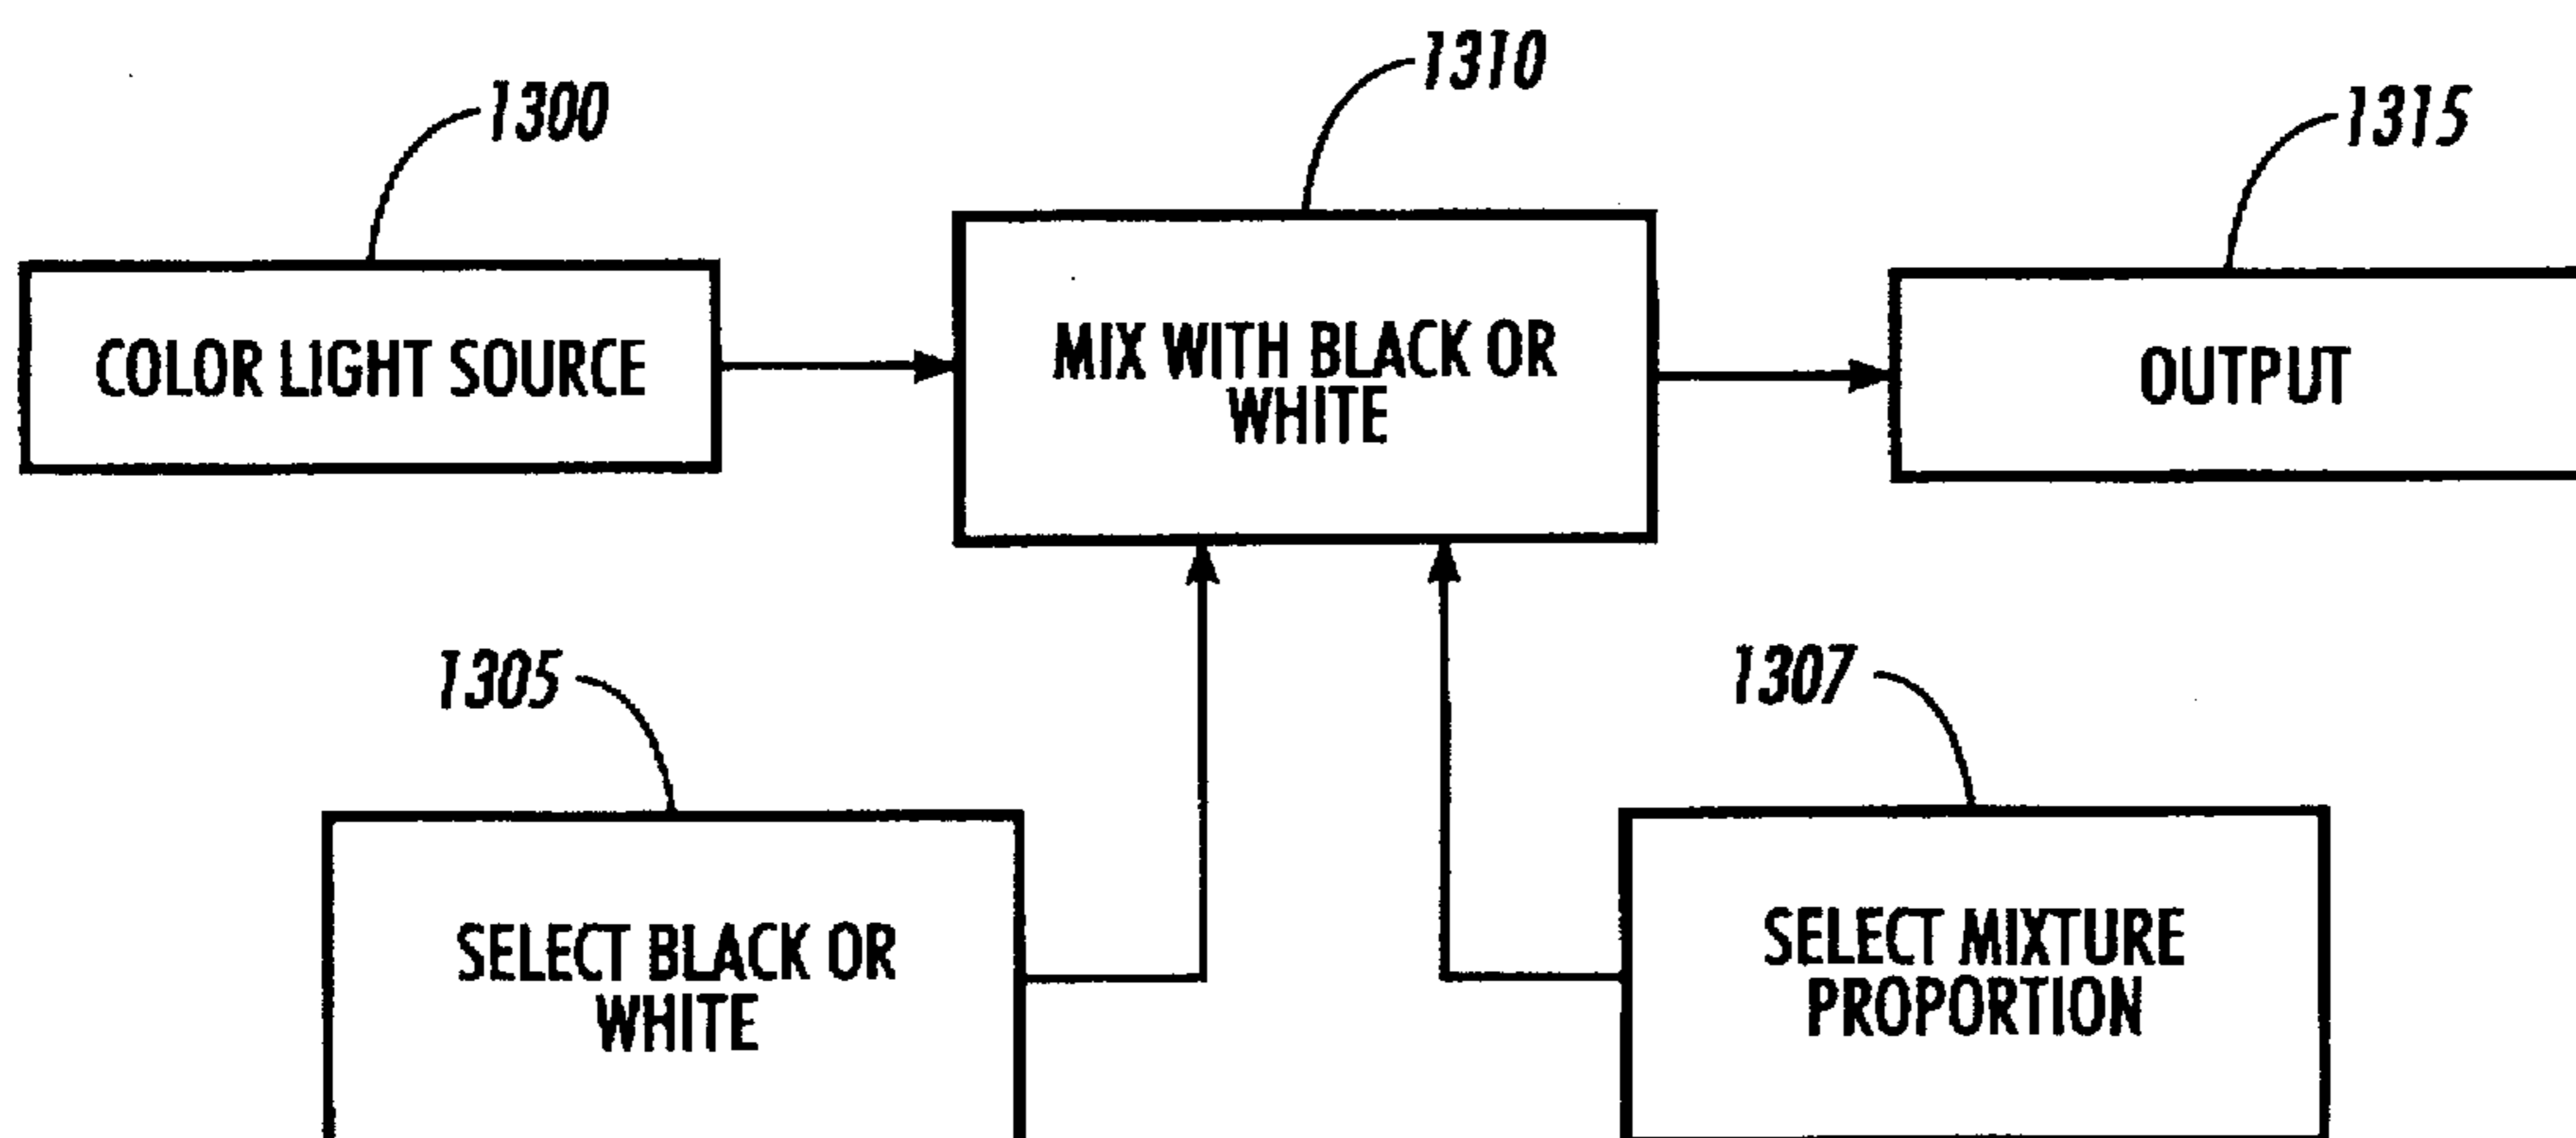 1300
1310
1315
COLOR LIGHT SOURCE
MIX WITH BLACK OR
WHITE
OUTPUT
1305
1307
SELECT BLACK OR
WHITE
SELECT MIXTURE
PROPORTION